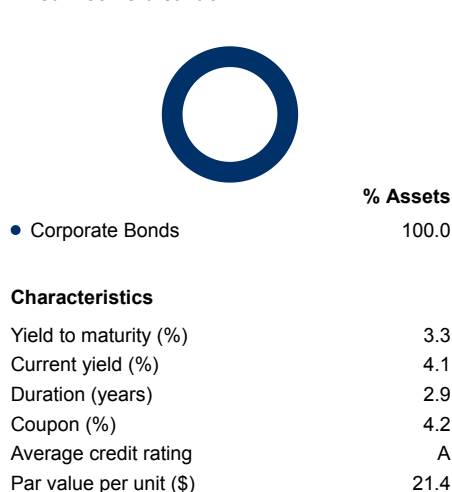 % Assets
Corporate Bonds 100.0
Characteristics
Yield to maturity (%) 3.3
Current yield (%) 4.1
Duration (years) 2.9
Coupon (%) 4.2
Average credit rating A
Par value per unit ($) 21.4